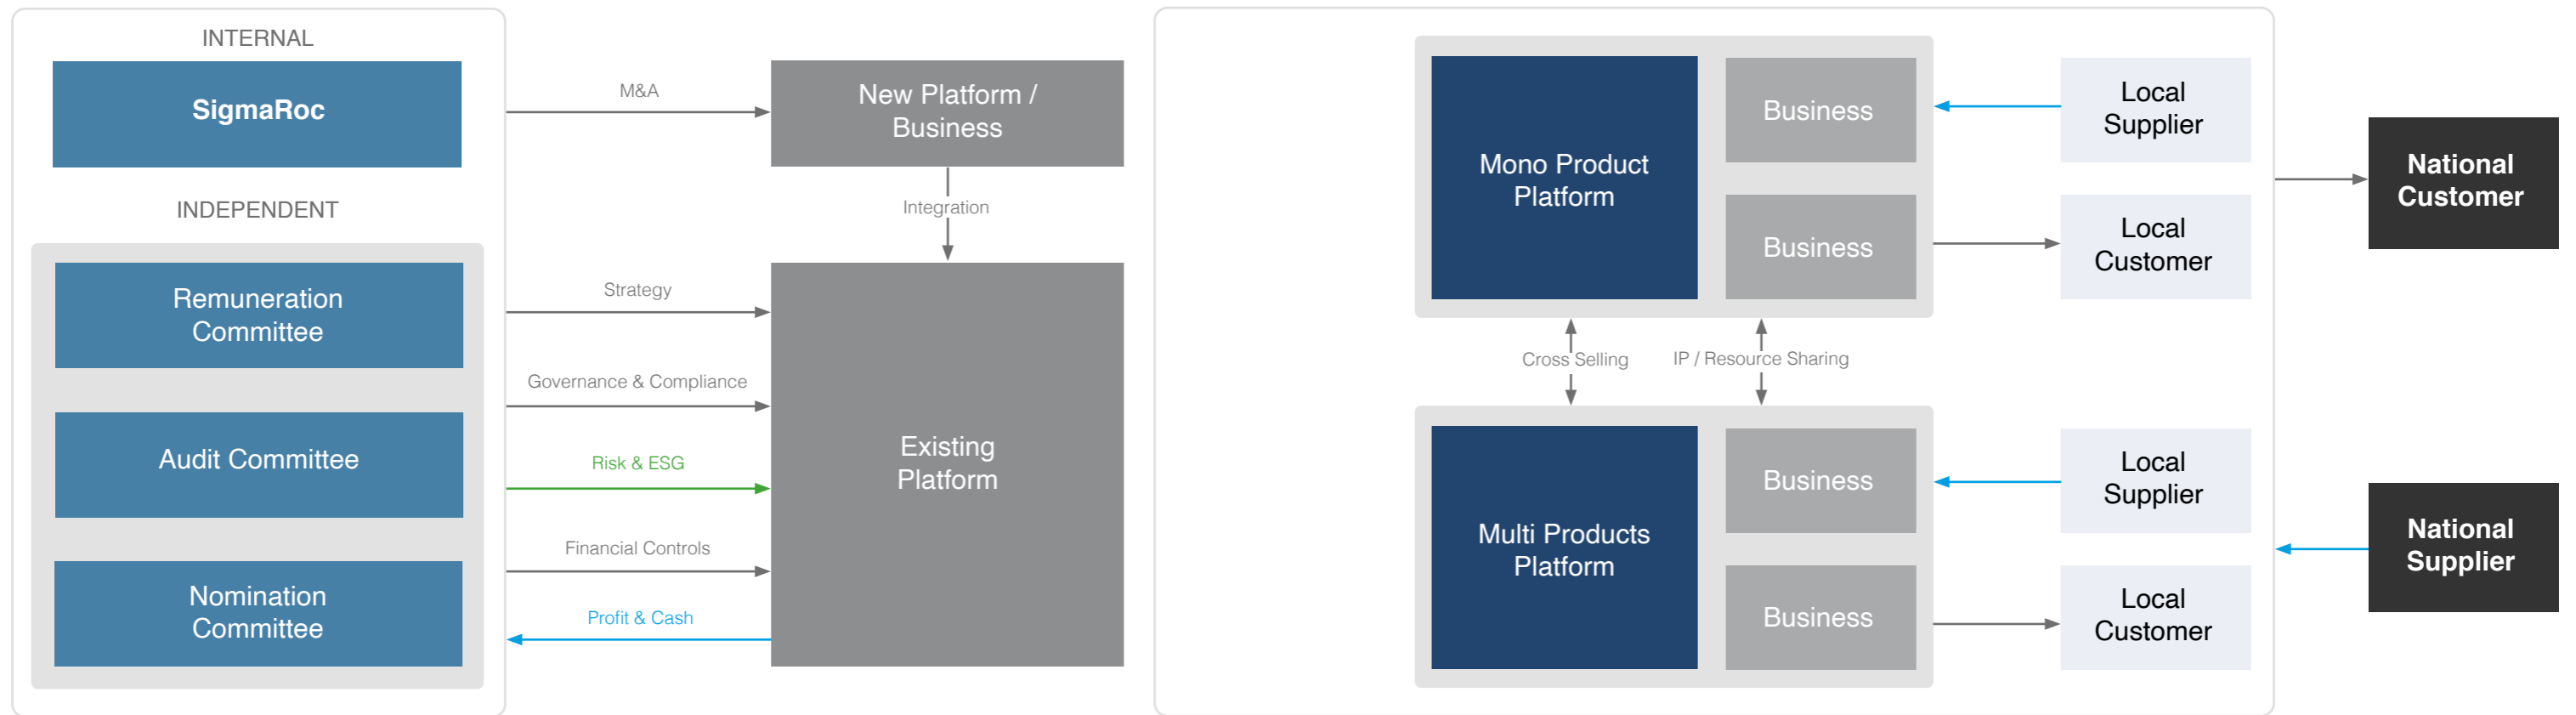 INTERNAL
SigmaRoc
INDEPENDENT
Remuneration
Committee
Audit Committee
Nomination
Committee
M&A
Strategy
Governance & Compliance
Risk & ESG
Financial Controls
Profit & Cash
New Platform /
Business
Integration
Existing
Platform
Mono Product
Platform
Business
Business
Local
Supplier
Local
Customer
Cross Selling
IP / Resource Sharing
Multi Products
Platform
Business
Business
Local
Supplier
Local
Customer
National
Customer
National
Supplier